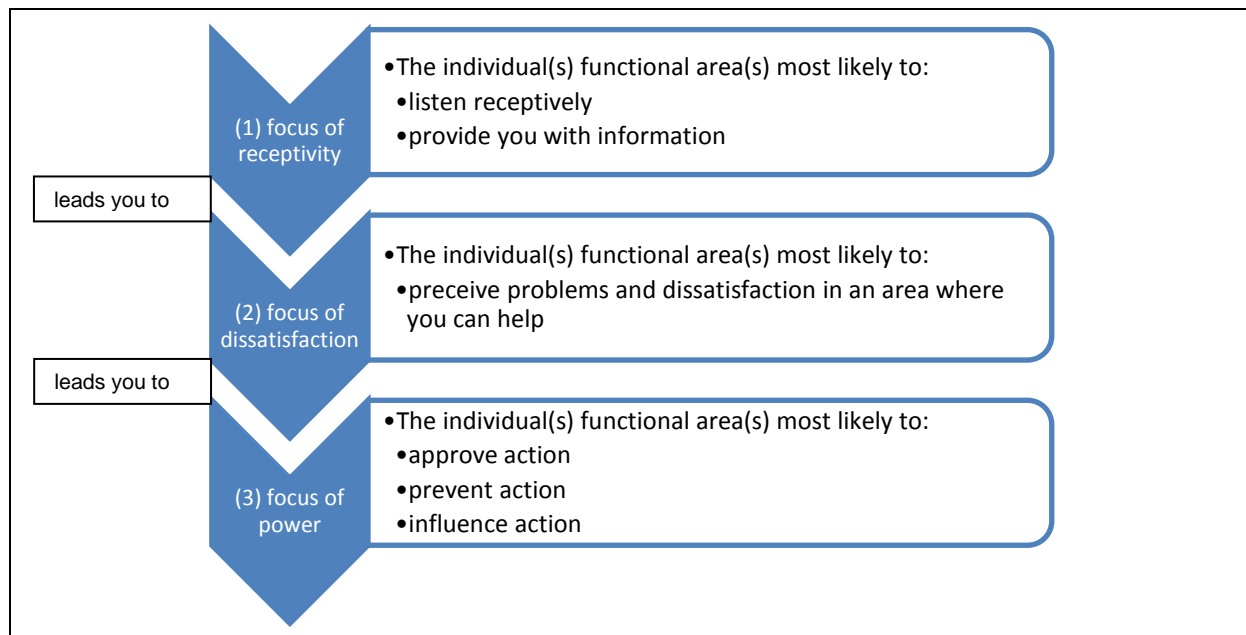 •The individual(s) functional area(s) most likely to:
•listen receptively
•provide you with information
(1) focus of
receptivity
leads you to
•The individual(s) functional area(s) most likely to:
•preceive problems and dissatisfaction in an area where
you can help
(2) focus of
dissatisfaction
leads you to
•The individual(s) functional area(s) most likely to:
•approve action
•prevent action
•influence action
(3) focus of
power